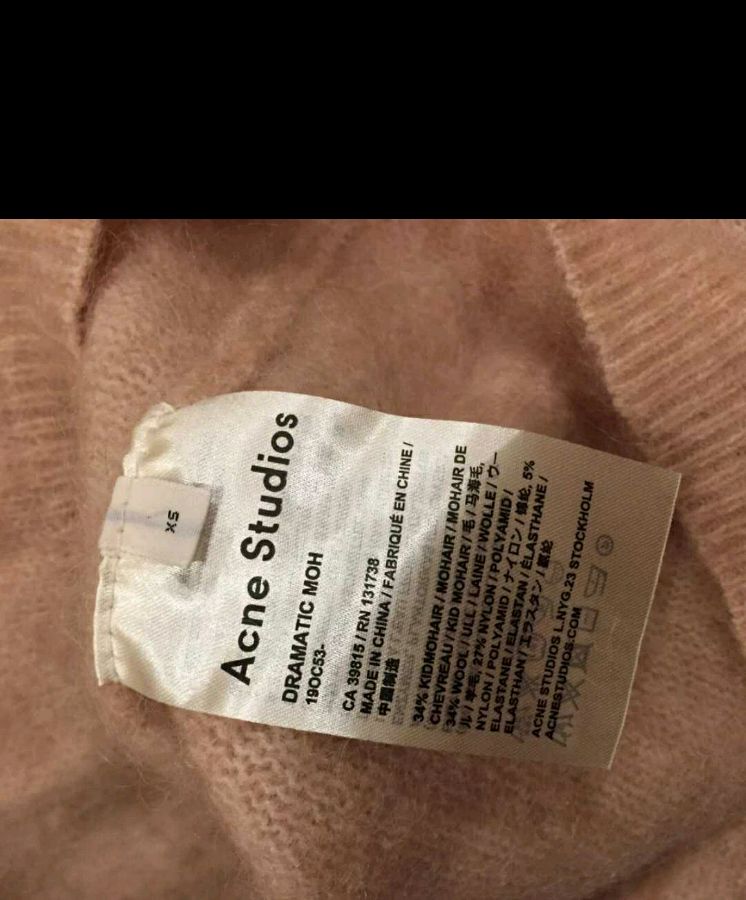 XS
Acne Studios
DRAMATIC MOH
19OC53-
CA 39815 / RN 131738
MADE IN CHINA / FABRIQUÉ EN CHINE /
中國制造
34% KIDMOHAIR / MOHAIR / MOHAIR DE
CHEVREAU / KID MOHAIR / 毛 / 马海毛,
34% WOOL / ULL / LAINE / WOLLE / ウー
ル / 羊毛, 27% NYLON / POLYAMID /
NYLON / POLYAMID / ナイロン / 锦纶, 5%
ELASTANE / ELASTAN / ÉLASTHANE /
ELASTHAN / エラスタン / 氨纶
ACNE STUDIOS L.NYG.23 STOCKHOLM
ACNESTUDIOS.COM